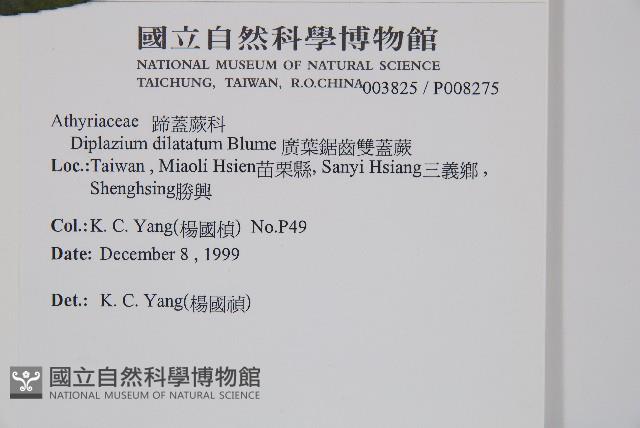 國立自然科學博物館
NATIONAL MUSEUM OF NATURAL SCIENCE
TAICHUNG, TAIWAN, R.O.CHINA 003825 / P008275
Athyriaceae 蹄蓋蕨科
Diplazium dilatatum Blume 廣葉鋸齒雙蓋蕨
Loc.:Taiwan , Miaoli Hsien苗栗縣, Sanyi Hsiang三義鄉 ,
Shenghsing勝興
Col.: K. C. Yang(楊國楨) No.P49
Date: December 8 , 1999
Det.: K. C. Yang(楊國禎)
國立自然科學博物館
NATIONAL MUSEUM OF NATURAL SCIENCE